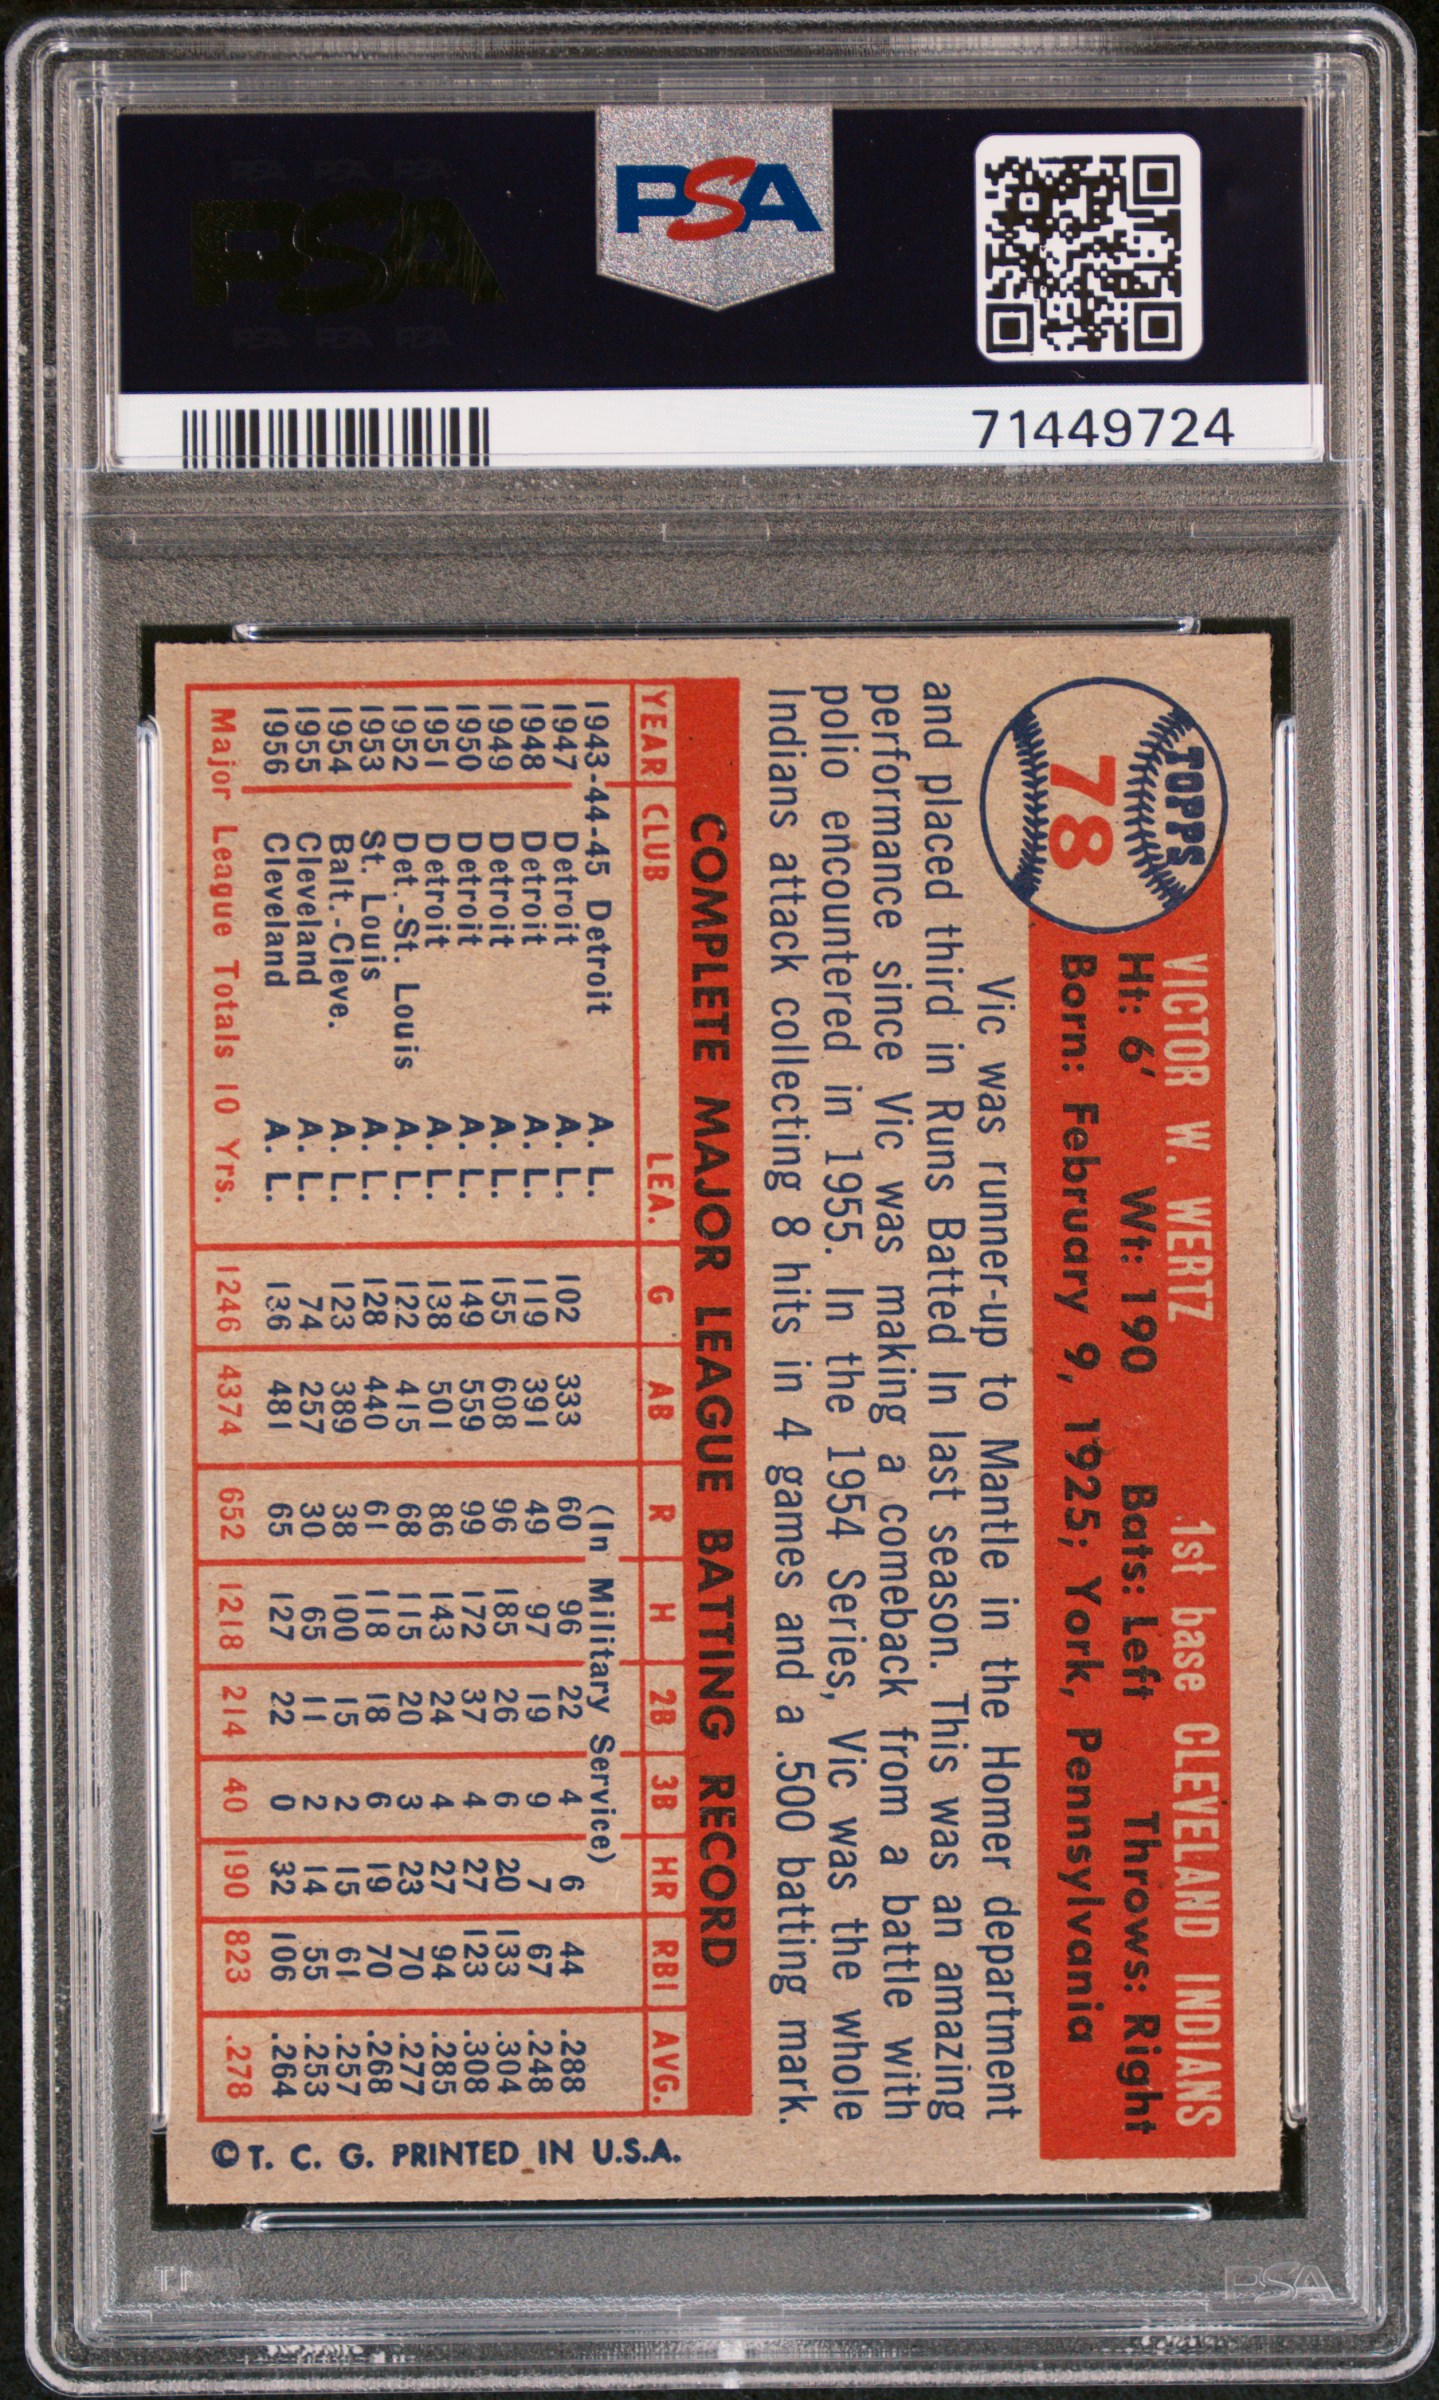 PSA PSA PSA
PSA
PSA PSA PSA
PSA
71449724
TOPPS
78
VICTOR W. WERTZ 1st base CLEVELAND INDIANS
Ht: 6' Wt: 190 Bats: Left Throws: Right
Born: February 9, 1925; York, Pennsylvania
Vic was runner-up to Mantle in the Homer department
and placed third in Runs Batted In last season. This was an amazing
performance since Vic was making a comeback from a battle with
polio encountered in 1955. In the 1954 Series, Vic was the whole
Indians attack collecting 8 hits in 4 games and a .500 batting mark.
COMPLETE MAJOR LEAGUE BATTING RECORD
YEAR CLUB LEA. G AB R H 2B 3B HR RBI AVG.
1943-44-45 Detroit A. L. (In Military Service)
1947 Detroit A. L. 102 333 60 96 22 4 6 44 .288
1948 Detroit A. L. 119 391 49 97 19 9 7 67 .248
1949 Detroit A. L. 155 608 96 185 26 6 20 133 .304
1950 Detroit A. L. 149 559 99 172 37 4 27 123 .308
1951 Detroit A. L. 138 501 86 143 24 4 27 94 .285
1952 Det.-St. Louis A. L. 122 415 68 115 20 3 23 70 .277
1953 St. Louis A. L. 128 440 61 118 18 6 19 70 .268
1954 Balt.-Cleve. A. L. 123 389 38 100 15 2 15 61 .257
1955 Cleveland A. L. 74 257 30 65 11 2 14 55 .253
1956 Cleveland A. L. 136 481 65 127 22 0 32 106 .264
Major League Totals 10 Yrs. 1246 4374 652 1218 214 40 190 823 .278
© T. C. G. PRINTED IN U.S.A.
PSA